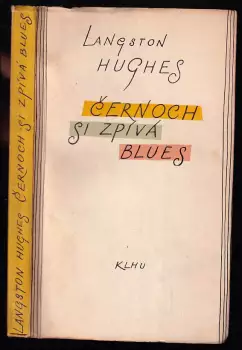 LANGSTON HUGHES ČERNOCH SI ZPÍVÁ BLUES
LANGSTON
HUGHES
ČERNOCH
SI ZPÍVÁ
BLUES
KLHU